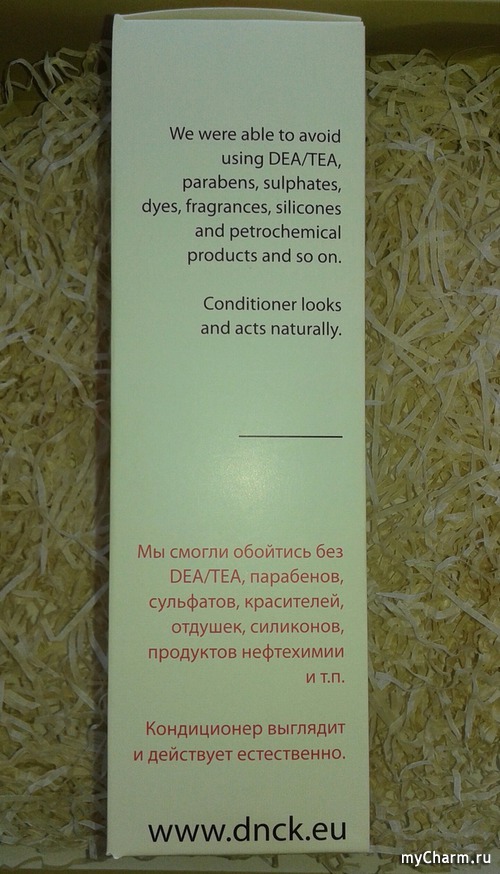 We were able to avoid
using DEA/TEA,
parabens, sulphates,
dyes, fragrances, silicones
and petrochemical
products and so on.
Conditioner looks
and acts naturally.
Мы смогли обойтись без
DEA/TEA, парабенов,
сульфатов, красителей,
отдушек, силиконов,
продуктов нефтехимии
и т.п.
Кондиционер выглядит
и действует естественно.
www.dnck.eu
myCharm.ru